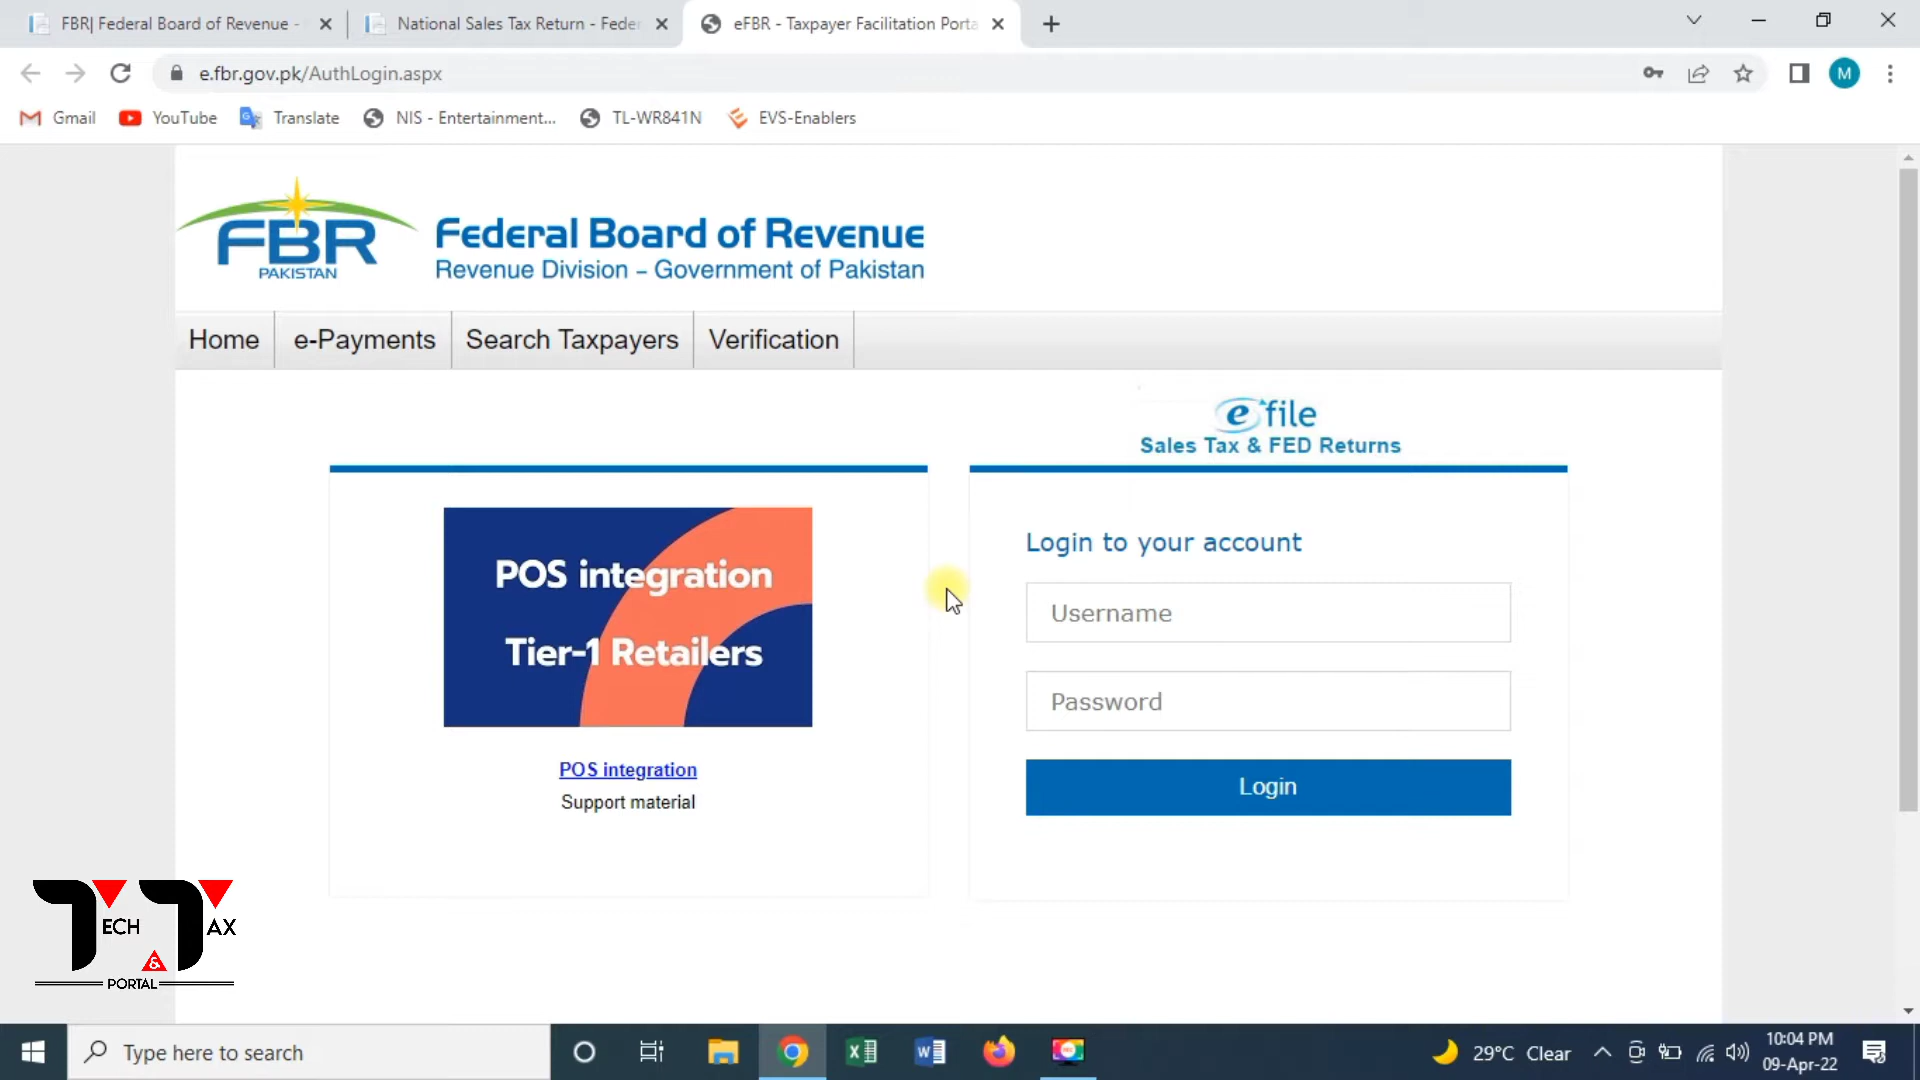 FBR| Federal Board of Revenue -
National Sales Tax Return - Feder
eFBR - Taxpayer Facilitation Porta
e.fbr.gov.pk/AuthLogin.aspx
M
Gmail
YouTube
Translate
NIS - Entertainment...
TL-WR841N
EVS-Enablers
FBR
PAKISTAN
Federal Board of Revenue
Revenue Division – Government of Pakistan
Home
e-Payments
Search Taxpayers
Verification
e file
Sales Tax & FED Returns
POS integration
Tier-1 Retailers
POS integration
Support material
Login to your account
Username
Password
Login
TECH & TAX
PORTAL
Type here to search
29°C Clear
10:04 PM
09-Apr-22